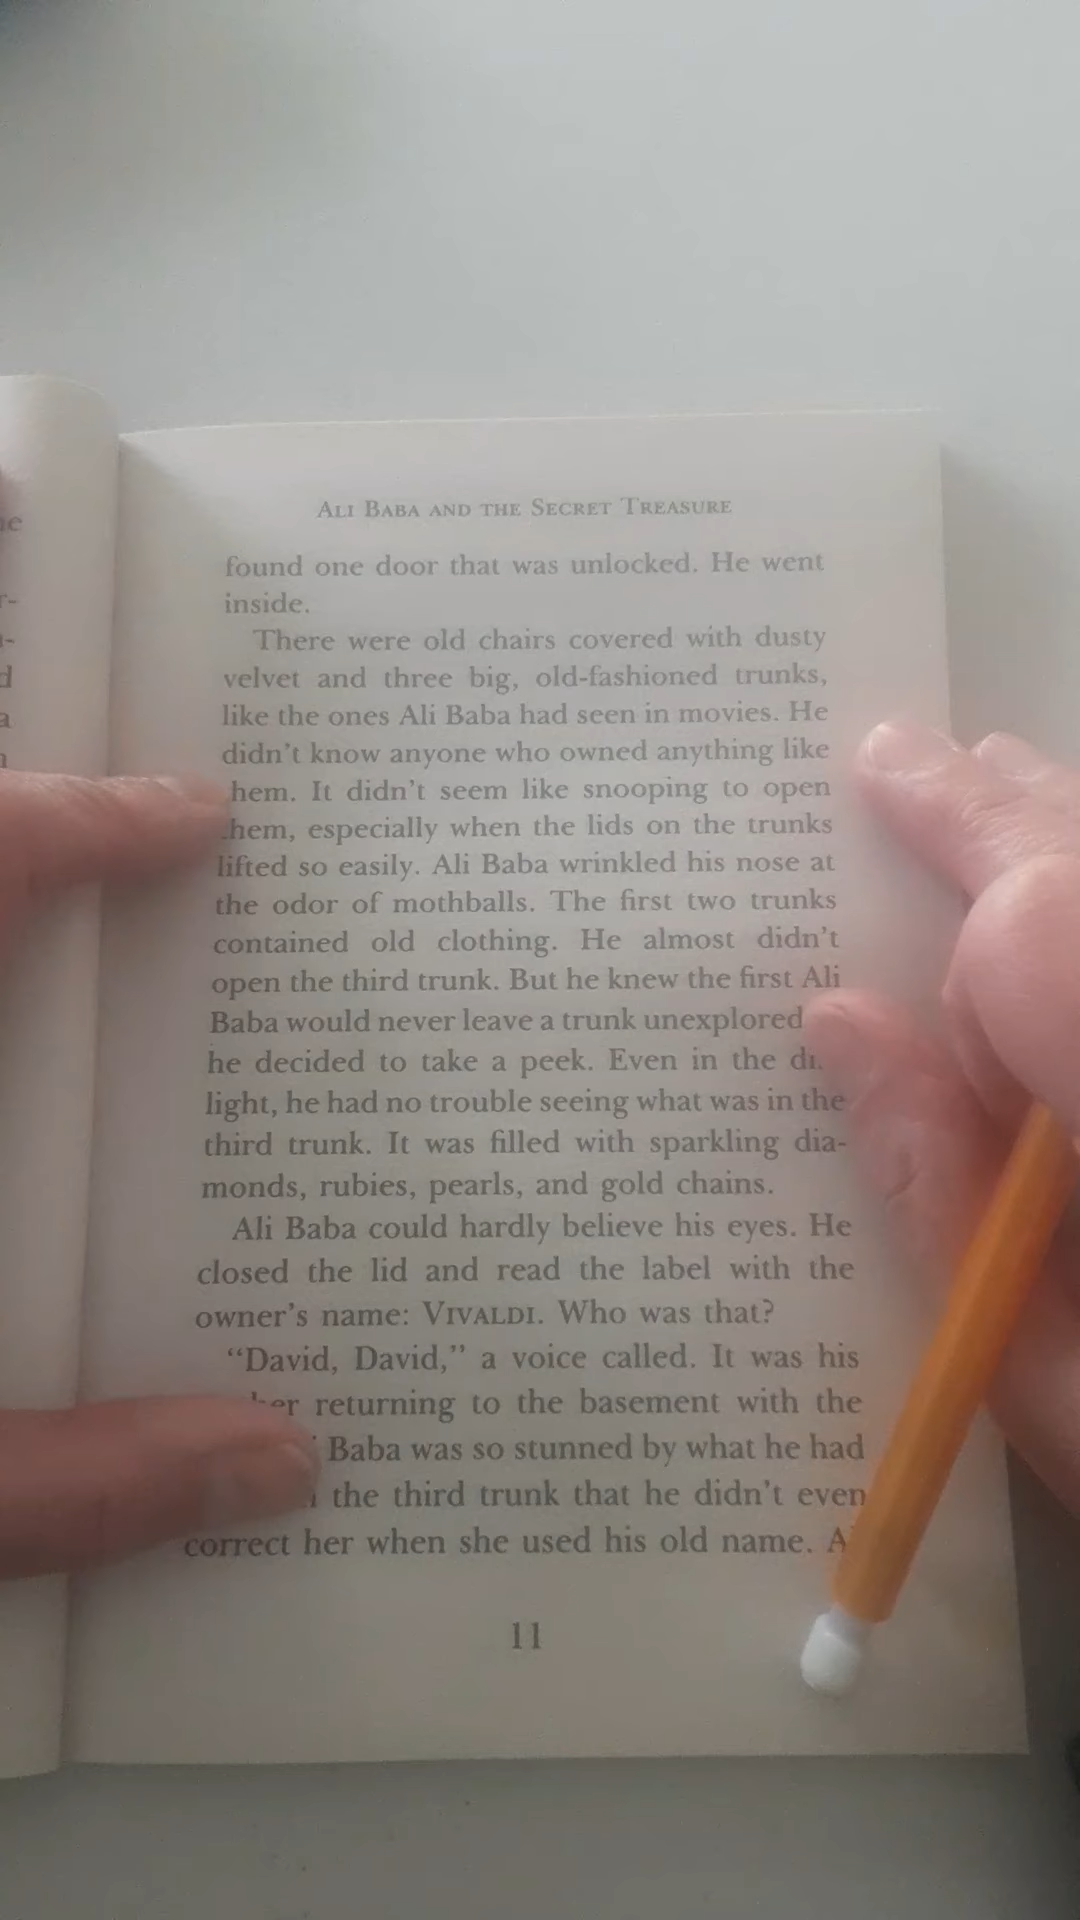 ALI BABA AND THE SECRET TREASURE
found one door that was unlocked. He went
inside.
There were old chairs covered with dusty
velvet and three big, old-fashioned trunks,
like the ones Ali Baba had seen in movies. He
didn't know anyone who owned anything like
hem. It didn't seem like snooping to open
hem, especially when the lids on the trunks
lifted so easily. Ali Baba wrinkled his nose at
the odor of mothballs. The first two trunks
contained old clothing. He almost didn't
open the third trunk. But he knew the first Ali
Baba would never leave a trunk unexplored
he decided to take a peek. Even in the
light, he had no trouble seeing what was in the
third trunk. It was filled with sparkling dia-
monds, rubies, pearls, and gold chains.
Ali Baba could hardly believe his eyes. He
closed the lid and read the label with the
owner's name: VIVALDI. Who was that?
“David, David,” a voice called. It was his
returning to the basement with the
Baba was so stunned by what he had
the third trunk that he didn't even
correct her when she used his old name.
11